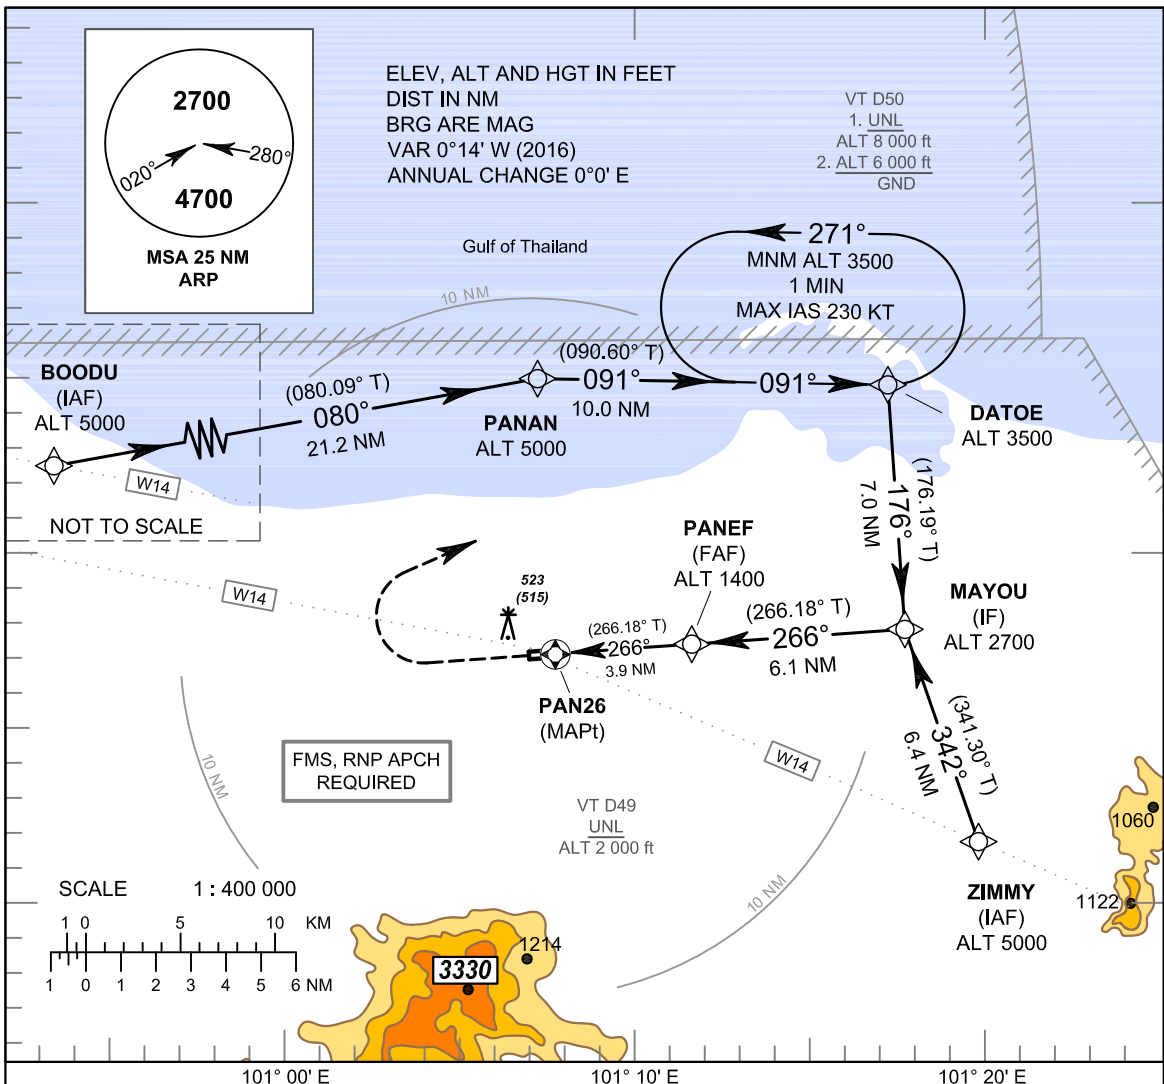 2700
020°
280°
4700
MSA 25 NM
ARP
ELEV, ALT AND HGT IN FEET
DIST IN NM
BRG ARE MAG
VAR 0°14' W (2016)
ANNUAL CHANGE 0°0' E
VT D50
1. UNL
ALT 8 000 ft
2. ALT 6 000 ft
GND
Gulf of Thailand
271°
MNM ALT 3500
1 MIN
MAX IAS 230 KT
10 NM
BOODU
(IAF)
ALT 5000
(080.09° T)
080°
21.2 NM
(090.60° T)
091°
10.0 NM
091°
PANAN
ALT 5000
DATOE
ALT 3500
W14
NOT TO SCALE
(176.19° T)
176°
7.0 NM
PANEF
(FAF)
ALT 1400
W14
523
(515)
MAYOU
(IF)
ALT 2700
(266.18° T)
266°
3.9 NM
(266.18° T)
266°
6.1 NM
PAN26
(MAPt)
(341.30° T)
342°
6.4 NM
10 NM
FMS, RNP APCH
REQUIRED
W14
VT D49
UNL
ALT 2 000 ft
1060
10 NM
ZIMMY
(IAF)
ALT 5000
1122
SCALE 1 : 400 000
1 0 5 10 KM
1 0 1 2 3 4 5 6 NM
1214
3330
101° 00' E
101° 10' E
101° 20' E